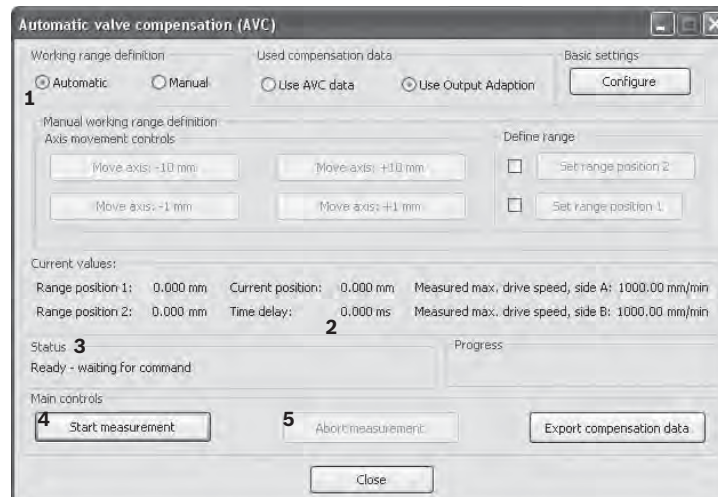 Automatic valve compensation (AVC)
Working range definition
Used compensation data
Basic settings
Automatic
Manual
Use AVC data
Use Output Adaption
Configure
1
Manual working range definition
Axis movement controls
Define range
Move axis: -10 mm
Move axis: +10 mm
Set range position 2
Move axis: -1 mm
Move axis: +1 mm
Set range position 1
Current values:
Range position 1: 0.000 mm Current position: 0.000 mm Measured max. drive speed, side A: 1000.00 mm/min
Range position 2: 0.000 mm Time delay: 0.000 ms Measured max. drive speed, side B: 1000.00 mm/min
2
Status 3
Progress
Ready - waiting for command
Main controls
4 Start measurement
5 Abort measurement
Export compensation data
Close